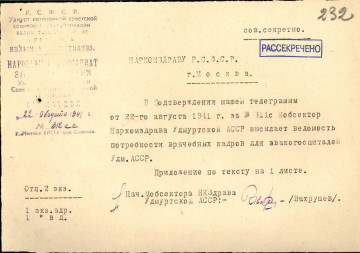 232
сов.секретно.
РАССЕКРЕЧЕНО
Р. С. Ф. С. Р.
НАРКОМЗДРАВУ Р.С.Ф.С.Р.
г.Москва.
22 августа 1941 г.
В подтверждения нашей телеграммы
от 22-го августа 1941 г. за № 311с Мобсектор
Наркомздрава Удмуртской АССР высылает ведомость
потребности врачебных кадров для эвакогоспиталей
Удм.АССР.
Приложение по тексту на 1 листе.
Отп.2 экз.
1 экз.адр.
1 " в д.
Нач.Мобсектора НКЗдрава
Удмуртской АССР:-
/Вахрушев/